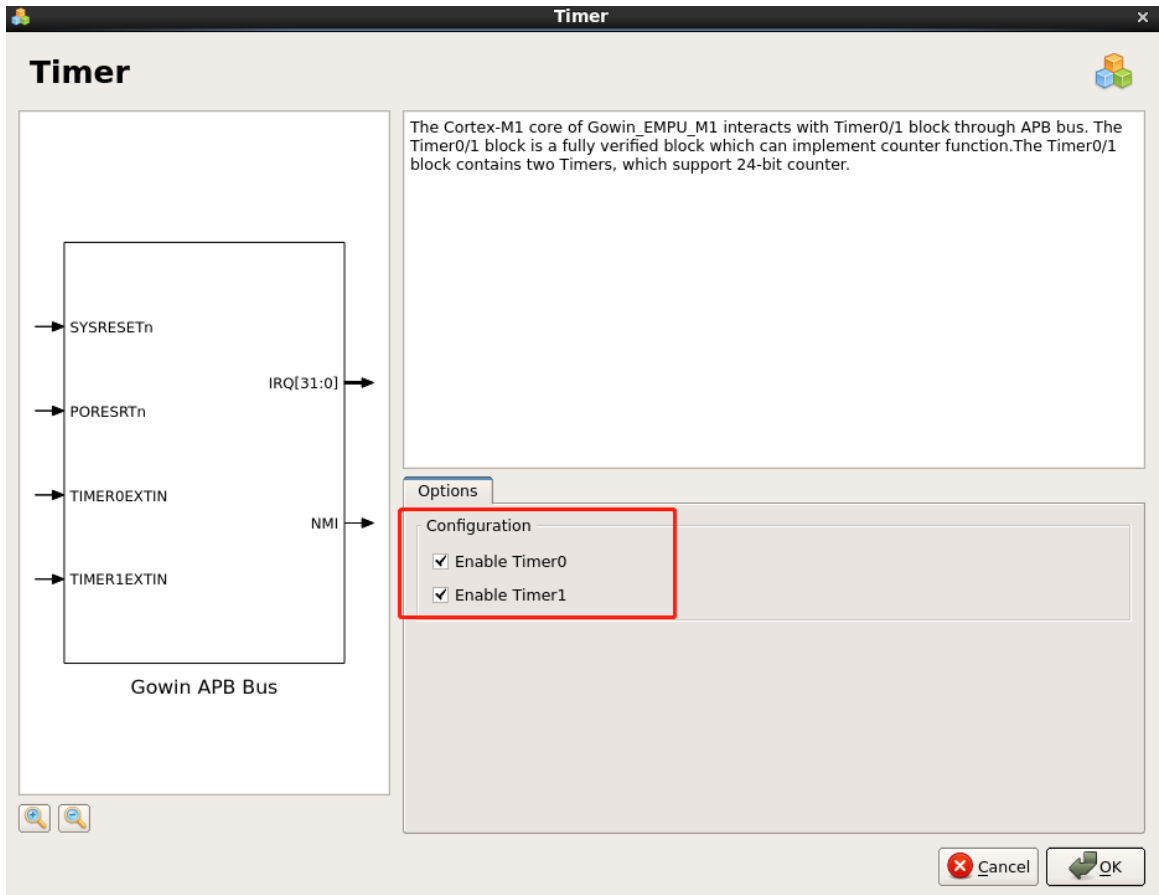 Timer
Timer
The Cortex-M1 core of Gowin_EMPU_M1 interacts with Timer0/1 block through APB bus. The
Timer0/1 block is a fully verified block which can implement counter function.The Timer0/1
block contains two Timers, which support 24-bit counter.
SYSRESETn
IRQ[31:0]
PORESRTn
TIMER0EXTIN
NMI
TIMER1EXTIN
Gowin APB Bus
Options
Configuration
Enable Timer0
Enable Timer1
Cancel
OK